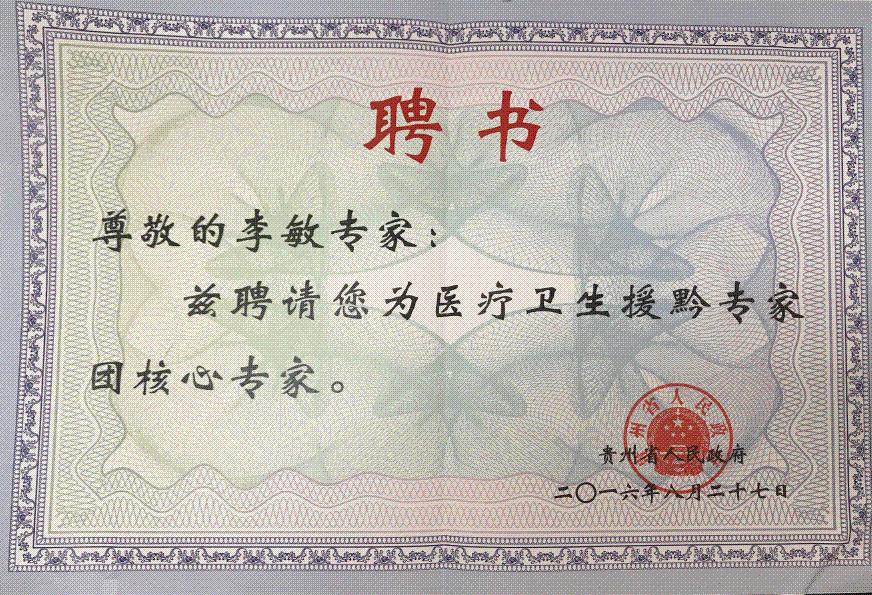 聘书
尊敬的李敏专家：
兹聘请您为医疗卫生援黔专家
团核心专家。
贵州省人民政府
二〇一六年八月二十七日